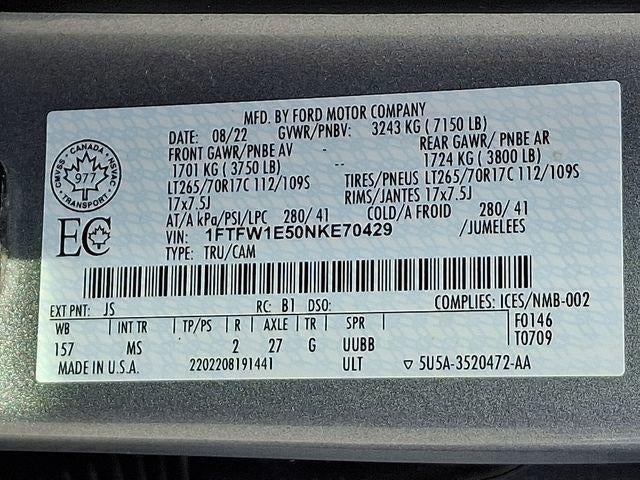 MFD. BY FORD MOTOR COMPANY
DATE: 08/22 GVWR/PNBV: 3243 KG ( 7150 LB)
FRONT GAWR/PNBE AV - REAR GAWR/ PNBE AR
1701 KG ( 3750 LB) -- 1724 KG ( 3800 LB)
LT265/70R17C 112/109S TIRES/PNEUS LT265/70R17C 112/109S
17x7.5J RIMS/JANTES 17x7.5J
AT/A kPa/PSI/LPC 280/ 41 COLD/A FROID 280/ 41
VIN: 1FTFW1E50NKE70429 /JUMELEES
TYPE: TRU/CAM
CMVSS • CANADA • NSVAC
977
TRANSPORT
EC
EXT PNT: JS RC: B1 DSO: COMPLIES: ICES/NMB-002
WB INT TR TP/PS R AXLE TR SPR F0146
157 MS 2 27 G UUBB T0709
MADE IN U.S.A. 2202208191441 ULT ▽ 5U5A-3520472-AA